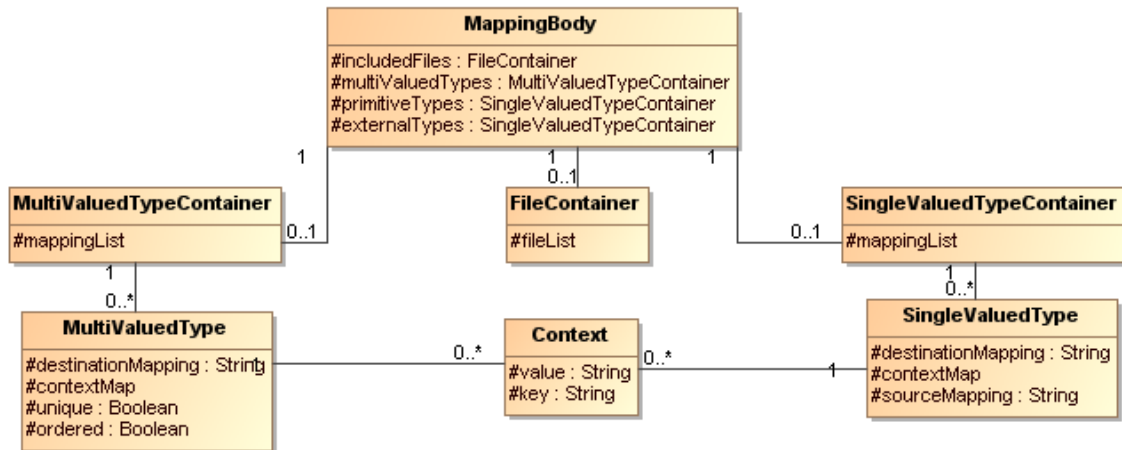 MappingBody
#includedFiles : FileContainer
#multiValuedTypes : MultiValuedTypeContainer
#primitiveTypes : SingleValuedTypeContainer
#externalTypes : SingleValuedTypeContainer
1
1
1
0..1
MultiValuedTypeContainer
#mappingList
0..1
FileContainer
#fileList
SingleValuedTypeContainer
#mappingList
0..1
1
0..*
1
0..*
MultiValuedType
#destinationMapping : String
#contextMap
#unique : Boolean
#ordered : Boolean
1
0..*
Context
#value : String
#key : String
0..*
1
SingleValuedType
#destinationMapping : String
#contextMap
#sourceMapping : String